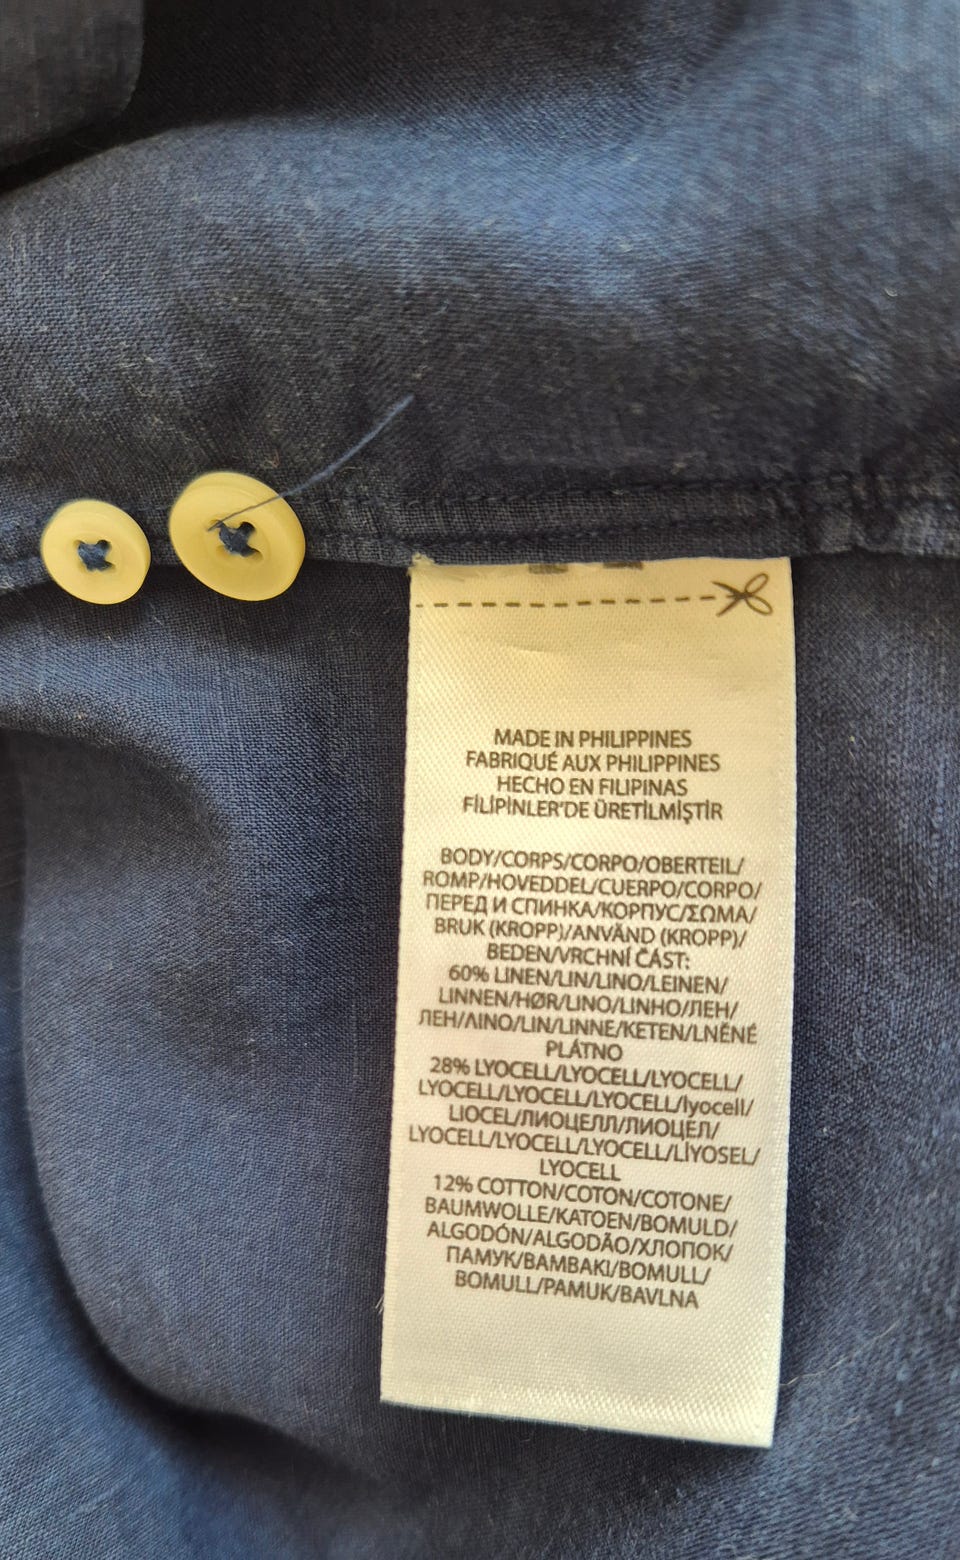 MADE IN PHILIPPINES
FABRIQUÉ AUX PHILIPPINES
HECHO EN FILIPINAS
FİLİPİNLER'DE ÜRETİLMİŞTİR
BODY/CORPS/CORPO/OBERTEIL/
ROMP/HOVEDDEL/CUERPO/CORPO/
ПЕРЕД И СПИНКА/КОРПУС/ΣΩΜΑ/
BRUK (KROPP)/ANVÄND (KROPP)/
BEDEN/VRCHNÍ ČÁST:
60% LINEN/LIN/LINO/LEINEN/
LINNEN/HØR/LINO/LINHO/ЛЕН/
ЛЕН/ΛΙΝΟ/LIN/LINNE/KETEN/LNĚNÉ
PLÁTNO
28% LYOCELL/LYOCELL/LYOCELL/
LYOCELL/LYOCELL/LYOCELL/lyocell/
LIOCEL/ЛИОЦЕЛЛ/ЛИОЦЕЛ/
LYOCELL/LYOCELL/LYOCELL/LİYOSEL/
LYOCELL
12% COTTON/COTON/COTONE/
BAUMWOLLE/KATOEN/BOMULD/
ALGODÓN/ALGODÃO/ХЛОПОК/
ПАМУК/ΒΑΜΒΑΚΙ/BOMULL/
BOMULL/PAMUK/BAVLNA